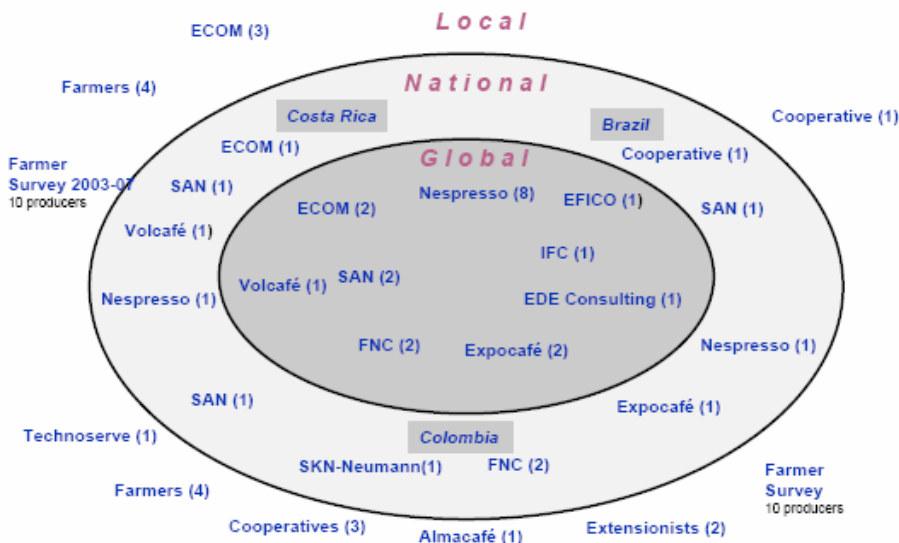 Local
ECOM (3)
National
Farmers (4)
Costa Rica
Brazil
Cooperative (1)
ECOM (1)
Global
Cooperative (1)
Farmer
Survey 2003-07
10 producers
SAN (1)
Nespresso (8)
EFICO (1)
ECOM (2)
SAN (1)
Volcafé (1)
IFC (1)
Volcafé (1)
SAN (2)
Nespresso (1)
EDE Consulting (1)
FNC (2)
Expocafé (2)
Nespresso (1)
SAN (1)
Expocafé (1)
Technoserve (1)
Colombia
SKN-Neumann(1)
FNC (2)
Farmer
Survey
10 producers
Farmers (4)
Cooperatives (3)
Almacafé (1)
Extensionists (2)